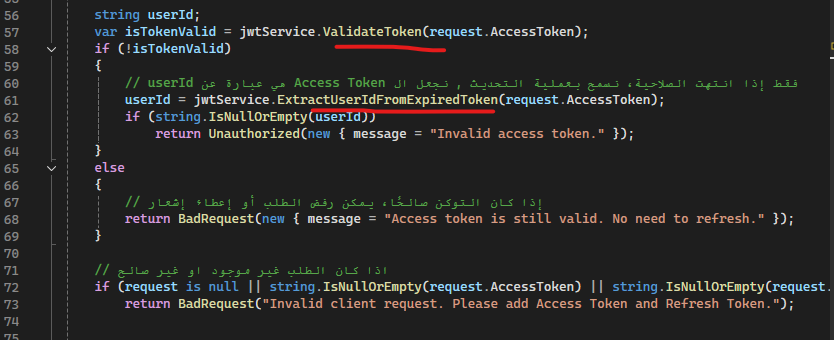 56 string userId;
57 var isTokenValid = jwtService.ValidateToken(request.AccessToken);
58 if (!isTokenValid)
59 {
60 // userId هي عبارة عن Access Token فقط إذا انتهت الصلاحية، نسمح بعملية التحديث , نجعل ال
61 userId = jwtService.ExtractUserIdFromExpiredToken(request.AccessToken);
62 if (string.IsNullOrEmpty(userId))
63 return Unauthorized(new { message = "Invalid access token." });
64 }
65 else
66 {
67 // إذا كان التوكن صالحًا، يمكن رفض الطلب أو إعطاء إشعار
68 return BadRequest(new { message = "Access token is still valid. No need to refresh." });
69 }
70
71 // اذا كان الطلب غير موجود او غير صالح
72 if (request is null || string.IsNullOrEmpty(request.AccessToken) || string.IsNullOrEmpty(request.
73 return BadRequest("Invalid client request. Please add Access Token and Refresh Token.");
74
75